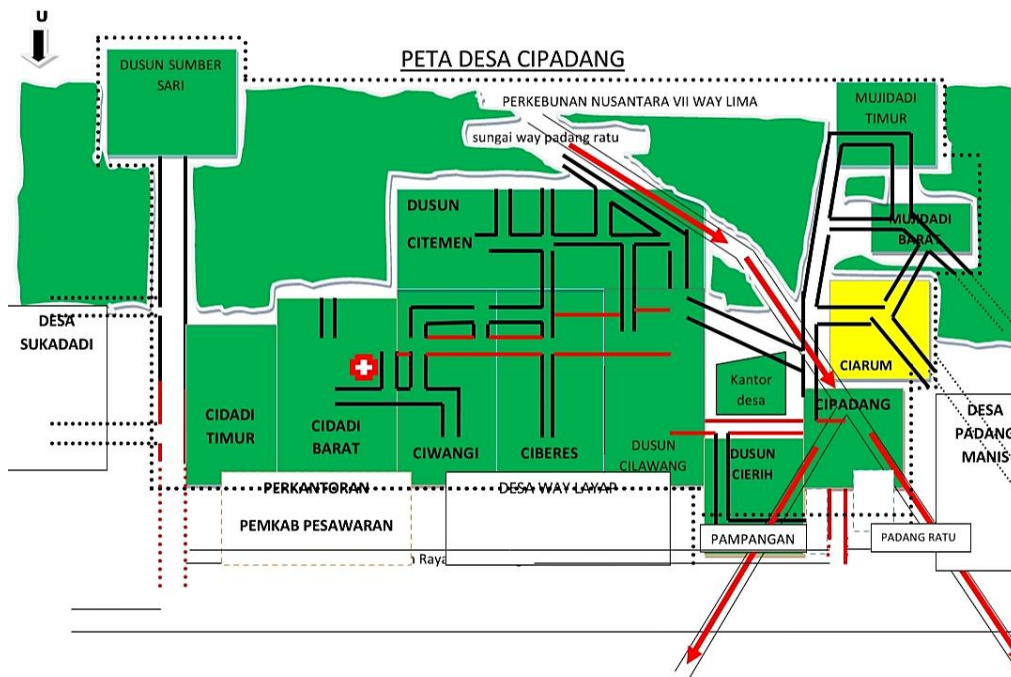 U
PETA DESA CIPADANG
DUSUN SUMBER
SARI
PERKEBUNAN NUSANTARA VII WAY LIMA
MUJIDADI
TIMUR
sungai way padang ratu
DUSUN
CITEMEN
MUJIDADI
BARAT
DESA
SUKADADI
CIARUM
Kantor
desa
CIPADANG
CIDADI
TIMUR
CIDADI
BARAT
CIWANGI
CIBERES
DUSUN
CILAWANG
DUSUN
CIERIH
DESA
PADANG
MANIS
PERKANTORAN
PEMKAB PESAWARAN
DESA WAY LAYAP
PAMPANGAN
PADANG RATU
Raya